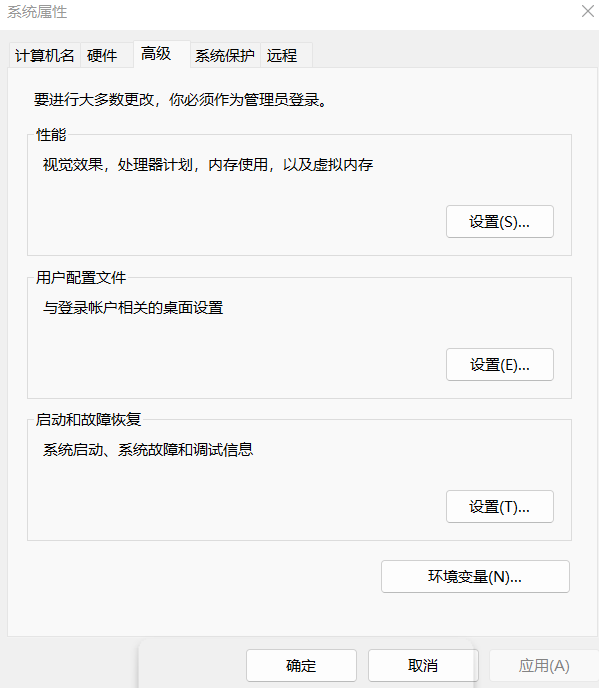 系统属性
计算机名 硬件 高级 系统保护 远程
要进行大多数更改，你必须作为管理员登录。
性能
视觉效果，处理器计划，内存使用，以及虚拟内存
设置(S)...
用户配置文件
与登录帐户相关的桌面设置
设置(E)...
启动和故障恢复
系统启动、系统故障和调试信息
设置(T)...
环境变量(N)...
确定 取消 应用(A)